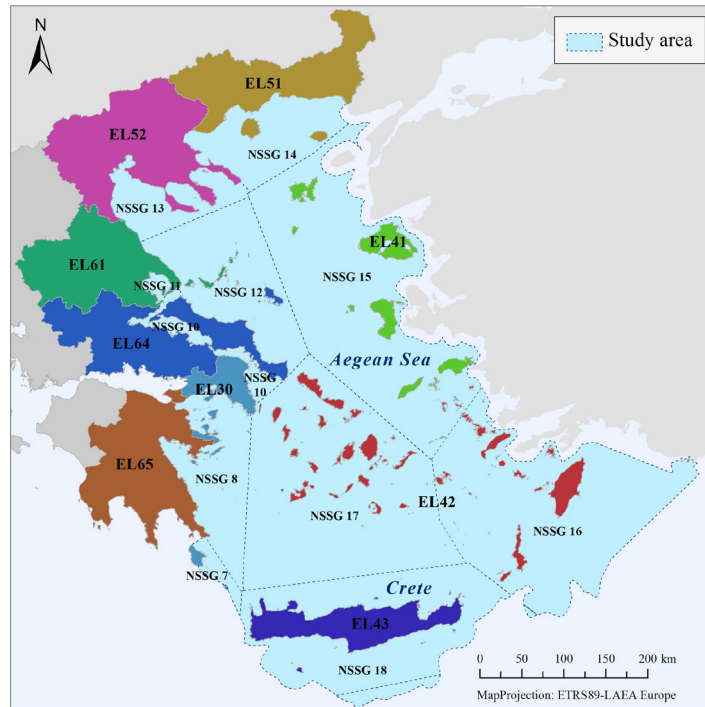 N
Study area
EL51
EL52
NSSG 14
NSSG 13
EL41
EL61
NSSG 15
NSSG 11
NSSG 12
NSSG 10
EL64
Aegean Sea
EL30
NSSG
10
EL65
NSSG 8
EL42
NSSG 17
NSSG 16
NSSG 7
Crete
EL43
NSSG 18
0 50 100 150 200 km
MapProjection: ETRS89-LAEA Europe